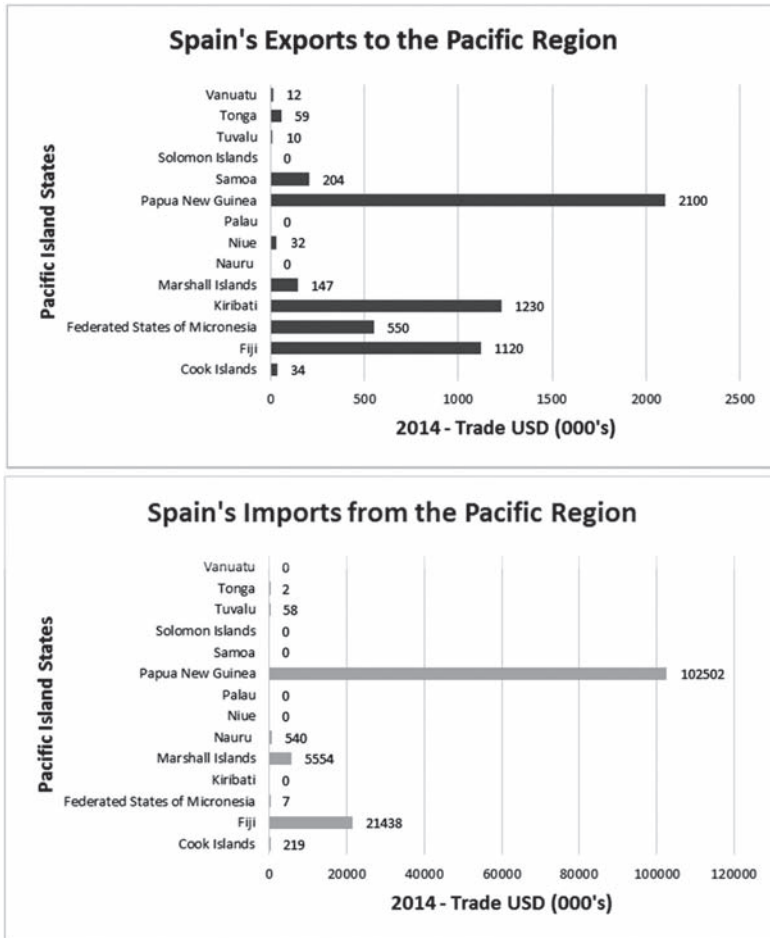 Spain's Exports to the Pacific Region
Pacific Island States
Vanuatu 12
Tonga 59
Tuvalu 10
Solomon Islands 0
Samoa 204
Papua New Guinea 2100
Palau 0
Niue 32
Nauru 0
Marshall Islands 147
Kiribati 1230
Federated States of Micronesia 550
Fiji 1120
Cook Islands 34
0 500 1000 1500 2000 2500
2014 - Trade USD (000's)
Spain's Imports from the Pacific Region
Pacific Island States
Vanuatu 0
Tonga 2
Tuvalu 58
Solomon Islands 0
Samoa 0
Papua New Guinea 102502
Palau 0
Niue 0
Nauru 540
Marshall Islands 5554
Kiribati 0
Federated States of Micronesia 7
Fiji 21438
Cook Islands 219
0 20000 40000 60000 80000 100000 120000
2014 - Trade USD (000's)